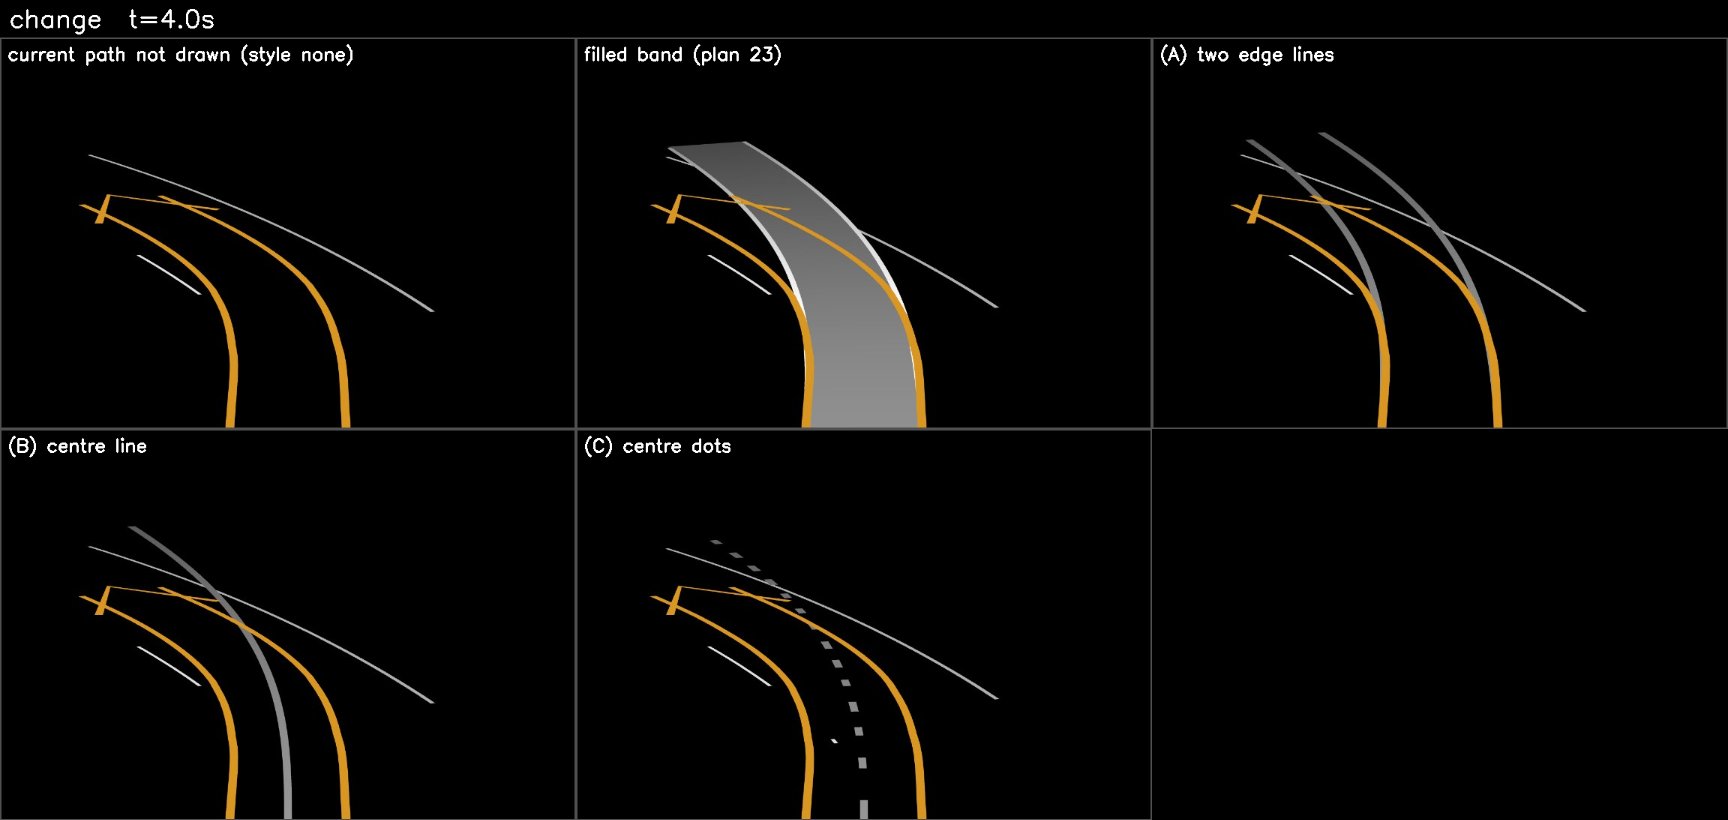 change t=4.0s
current path not drawn (style none)
filled band (plan 23)
(A) two edge lines
(B) centre line
(C) centre dots